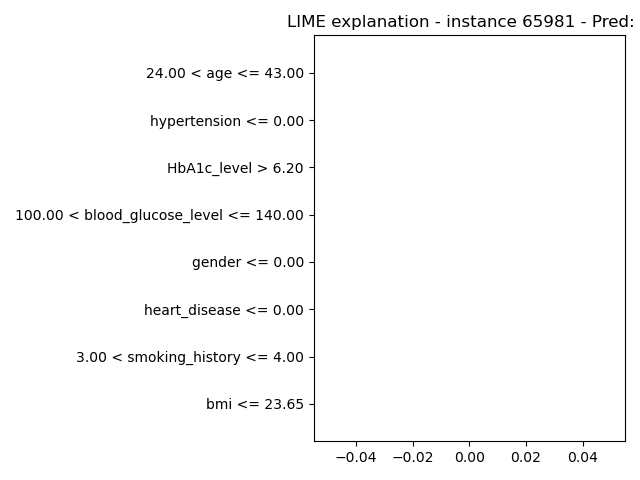 LIME explanation - instance 65981 - Pred:
24.00 < age <= 43.00
hypertension <= 0.00
HbA1c_level > 6.20
100.00 < blood_glucose_level <= 140.00
gender <= 0.00
heart_disease <= 0.00
3.00 < smoking_history <= 4.00
bmi <= 23.65
−0.04 −0.02 0.00 0.02 0.04